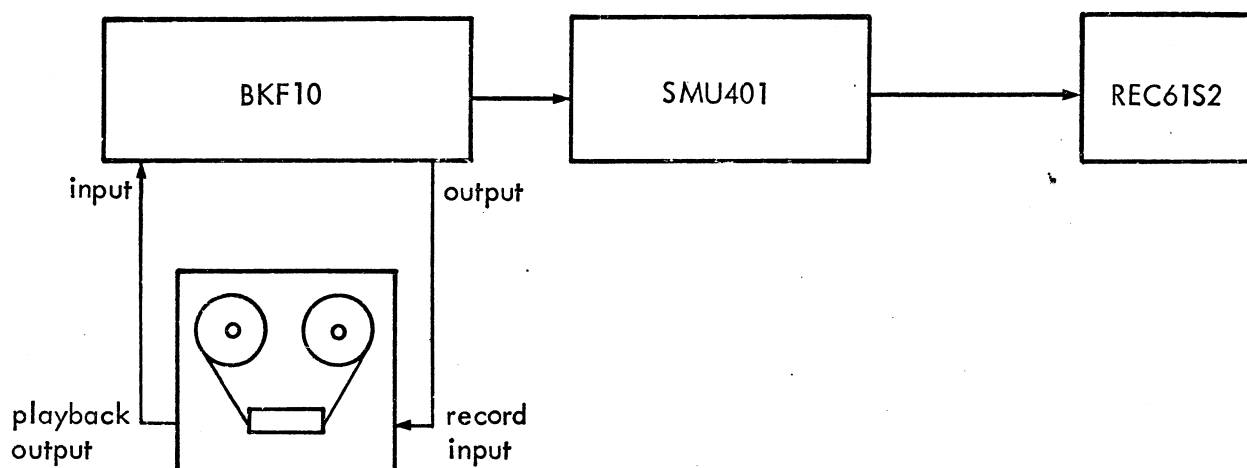 BKF10
SMU401
REC61S2
input
output
playback
output
record
input